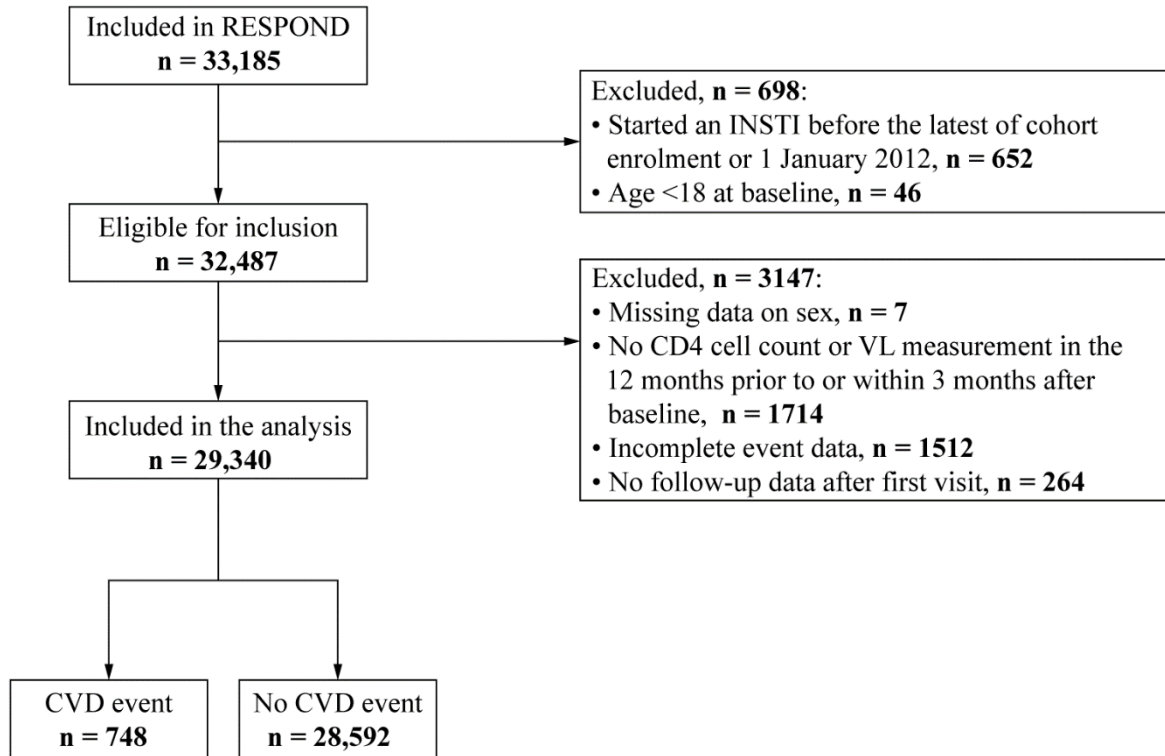 Included in RESPOND
n = 33,185
Excluded, n = 698:
• Started an INSTI before the latest of cohort
enrolment or 1 January 2012, n = 652
• Age <18 at baseline, n = 46
Eligible for inclusion
n = 32,487
Excluded, n = 3147:
• Missing data on sex, n = 7
• No CD4 cell count or VL measurement in the
12 months prior to or within 3 months after
baseline, n = 1714
• Incomplete event data, n = 1512
• No follow-up data after first visit, n = 264
Included in the analysis
n = 29,340
CVD event
n = 748
No CVD event
n = 28,592